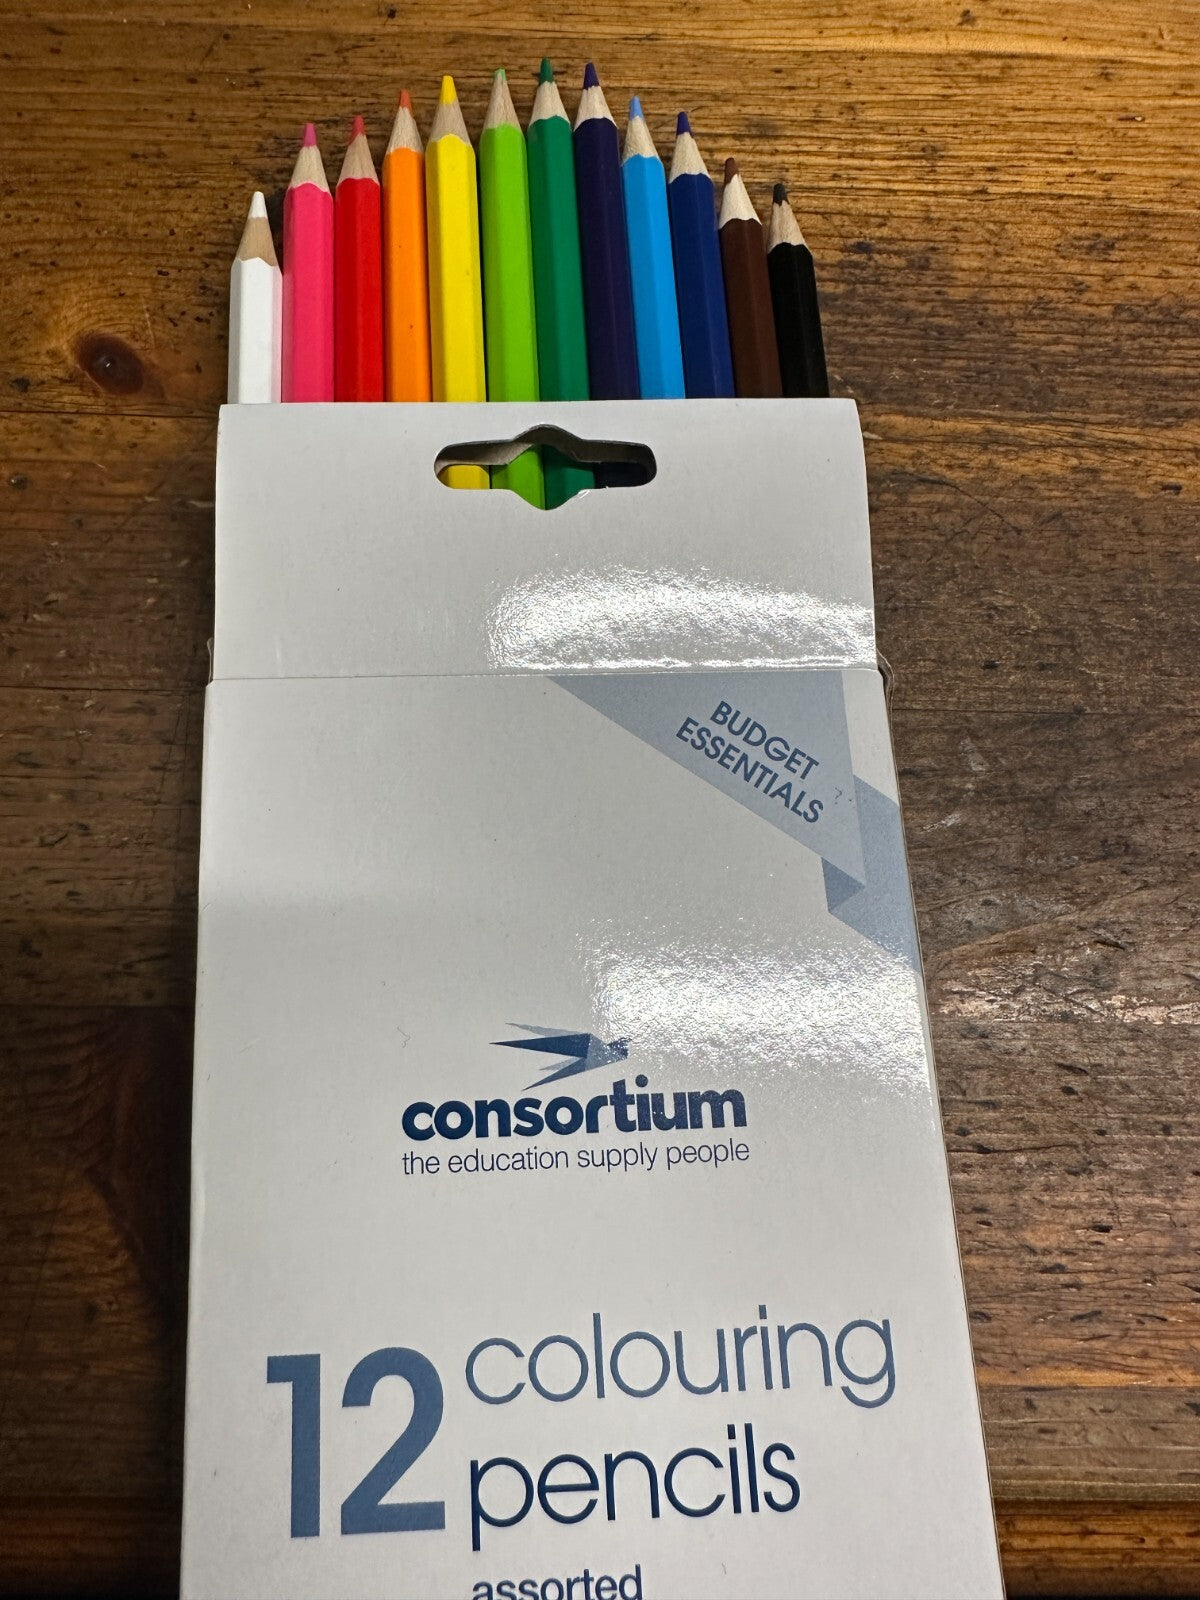 BUDGET
ESSENTIALS
consortium
the education supply people
12 colouring
pencils
assorted